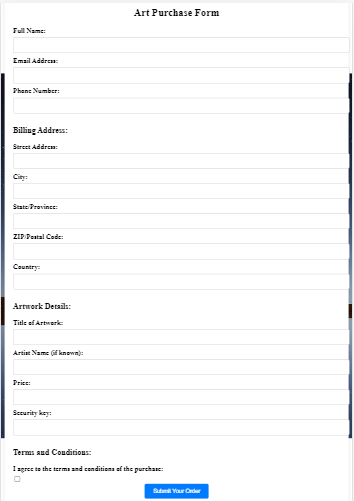 Art Purchase Form
Full Name:
Email Address:
Phone Number:
Billing Address:
Street Address:
City:
State/Province:
ZIP/Postal Code:
Country:
Artwork Details:
Title of Artwork:
Artist Name (if known):
Price:
Security key:
Terms and Conditions:
I agree to the terms and conditions of the purchase:
Submit Your Order